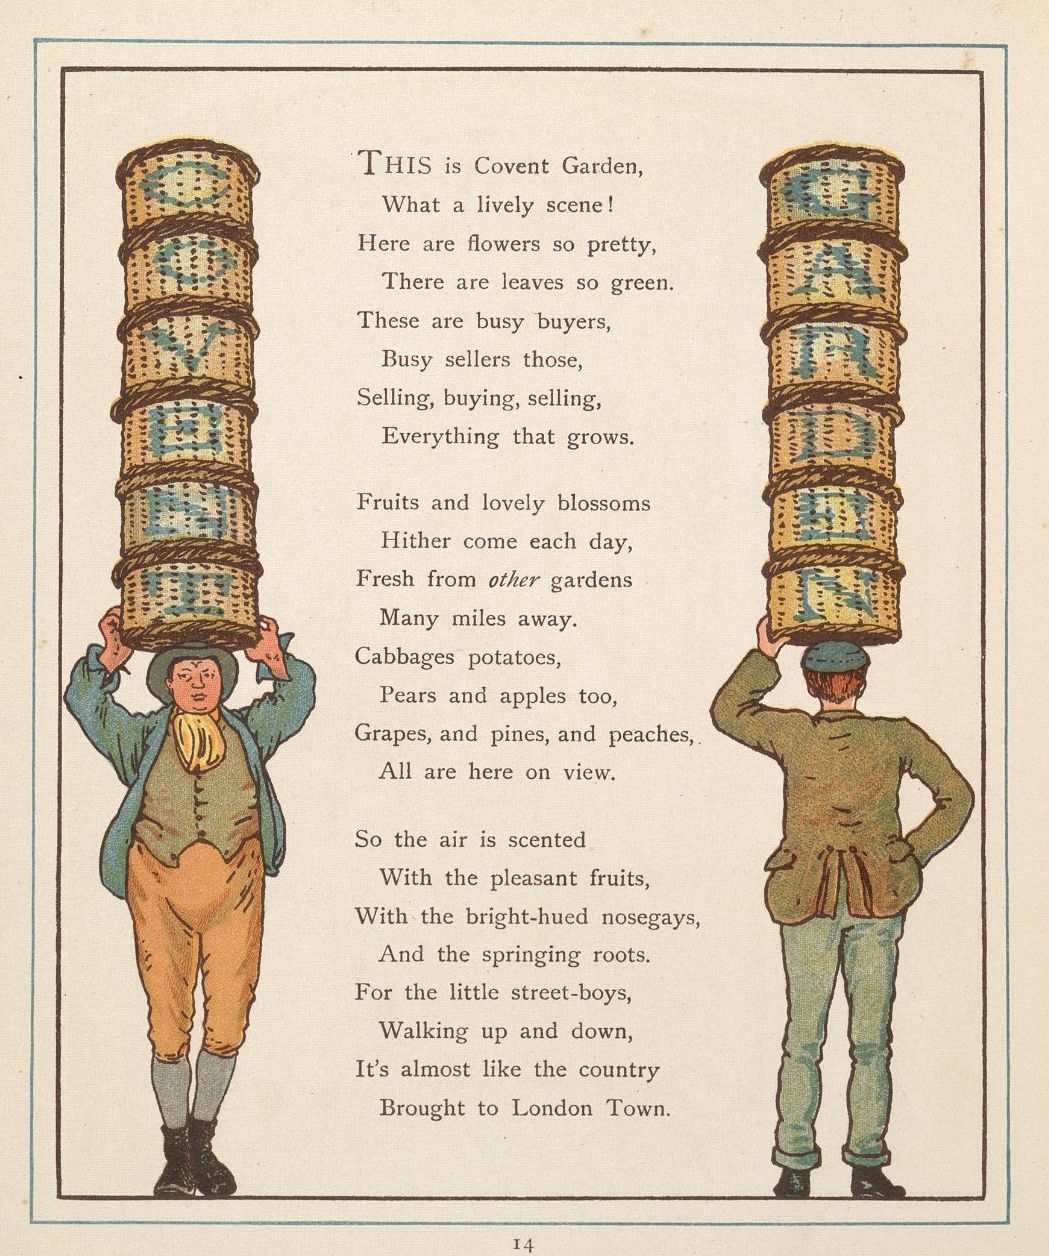 C
O
V
E
N
T
G
A
R
D
E
N
THIS is Covent Garden,
What a lively scene!
Here are flowers so pretty,
There are leaves so green.
These are busy buyers,
Busy sellers those,
Selling, buying, selling,
Everything that grows.
Fruits and lovely blossoms
Hither come each day,
Fresh from other gardens
Many miles away.
Cabbages potatoes,
Pears and apples too,
Grapes, and pines, and peaches,
All are here on view.
So the air is scented
With the pleasant fruits,
With the bright-hued nosegays,
And the springing roots.
For the little street-boys,
Walking up and down,
It's almost like the country
Brought to London Town.
14